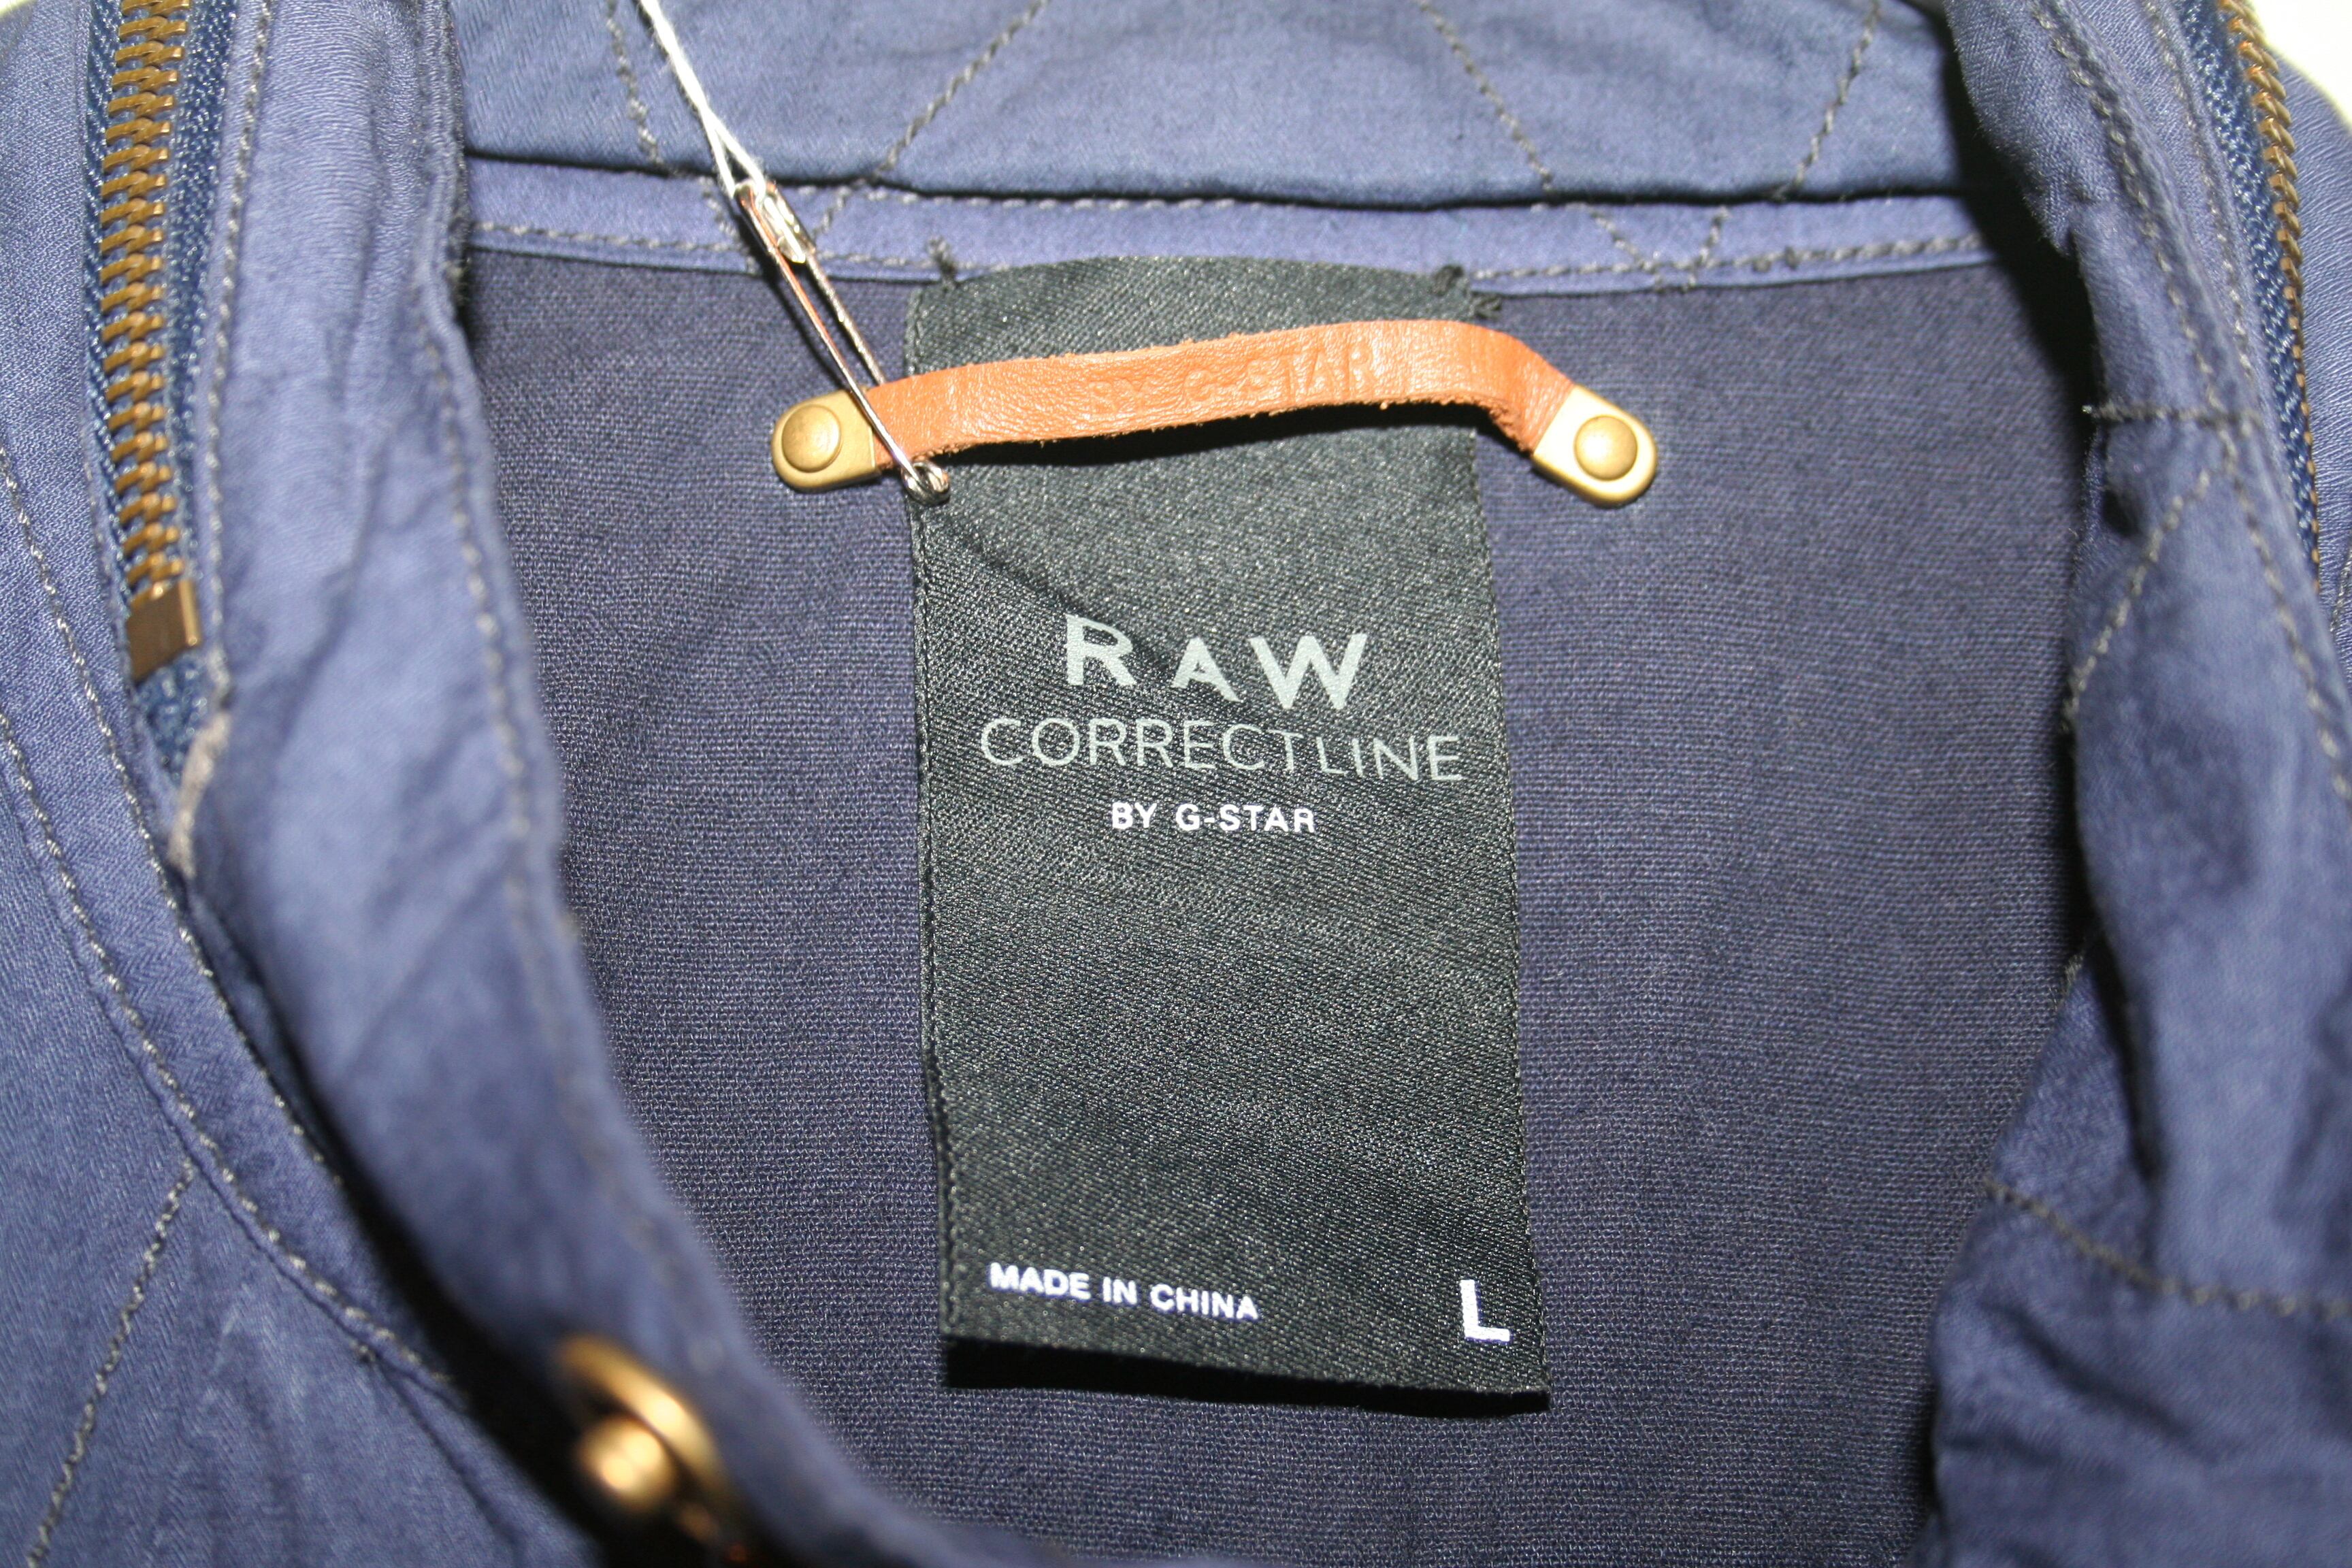 BY G-STAR
RAW
CORRECTLINE
BY G-STAR
MADE IN CHINA
L